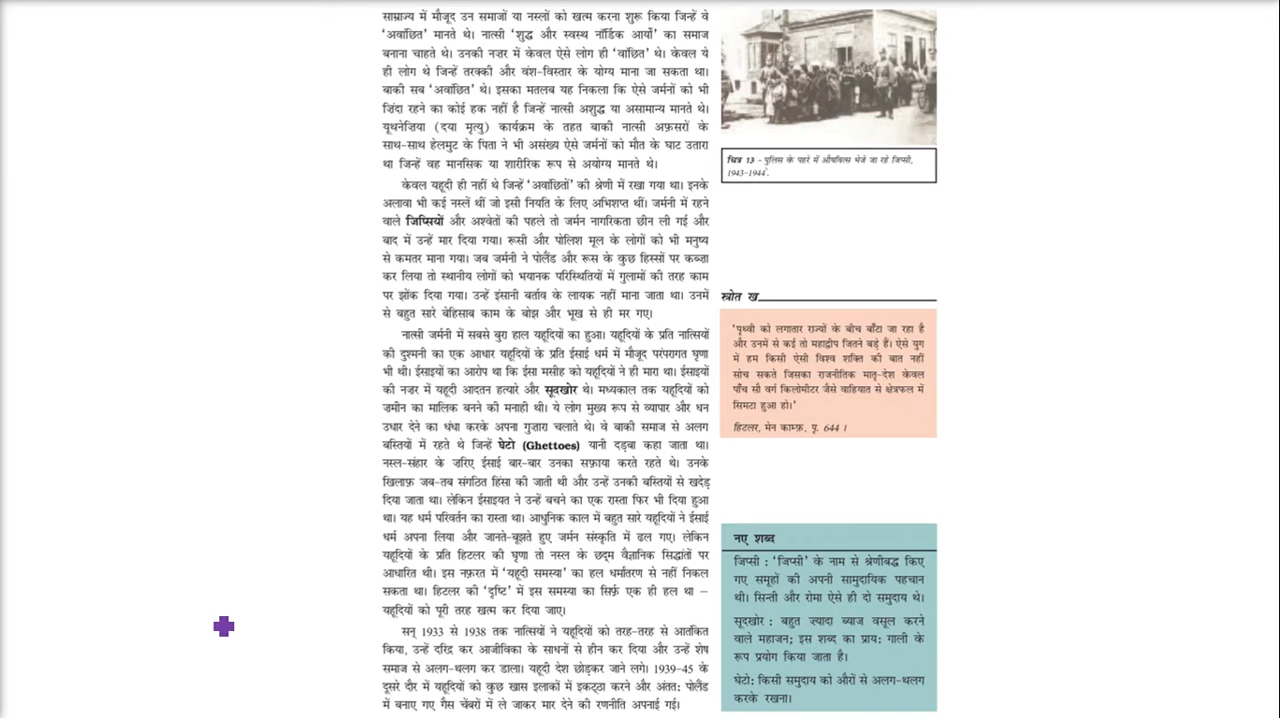 साम्राज्य में मौजूद उन समाजों या नस्लों को खत्म करना शुरू किया जिन्हें वे
'अवांछित' मानते थे। नात्सी 'शुद्ध और स्वस्थ नॉर्डिक आर्यों' का समाज
बनाना चाहते थे। उनकी नज़र में केवल ऐसे लोग ही 'वांछित' थे। केवल ये
ही लोग थे जिन्हें तरक्की और वंश-विस्तार के योग्य माना जा सकता था।
बाकी सब 'अवांछित' थे। इसका मतलब यह निकला कि ऐसे जर्मनों को भी
ज़िंदा रहने का कोई हक नहीं है जिन्हें नात्सी अशुद्ध या असामान्य मानते थे।
यूथनेज़िया (दया मृत्यु) कार्यक्रम के तहत बाकी नात्सी अफ़सरों के
साथ-साथ हेलमुट के पिता ने भी असंख्य ऐसे जर्मनों को मौत के घाट उतारा
था जिन्हें वह मानसिक या शारीरिक रूप से अयोग्य मानते थे।
केवल यहूदी ही नहीं थे जिन्हें 'अवांछितों' की श्रेणी में रखा गया था। इनके
अलावा भी कई नस्लें थीं जो इसी नियति के लिए अभिशप्त थीं। जर्मनी में रहने
वाले जिप्सियों और अश्वेतों की पहले तो जर्मन नागरिकता छीन ली गई और
बाद में उन्हें मार दिया गया। रूसी और पोलिश मूल के लोगों को भी मनुष्य
से कमतर माना गया। जब जर्मनी ने पोलैंड और रूस के कुछ हिस्सों पर कब्ज़ा
कर लिया तो स्थानीय लोगों को भयानक परिस्थितियों में गुलामों की तरह काम
पर झोंक दिया गया। उन्हें इंसानी बर्ताव के लायक नहीं माना जाता था। उनमें
से बहुत सारे बेहिसाब काम के बोझ और भूख से ही मर गए।
नात्सी जर्मनी में सबसे बुरा हाल यहूदियों का हुआ। यहूदियों के प्रति नात्सियों
की दुश्मनी का एक आधार यहूदियों के प्रति ईसाई धर्म में मौजूद परंपरागत घृणा
भी थी। ईसाइयों का आरोप था कि ईसा मसीह को यहूदियों ने ही मारा था। ईसाइयों
की नज़र में यहूदी आदतन हत्यारे और सूदखोर थे। मध्यकाल तक यहूदियों को
ज़मीन का मालिक बनने की मनाही थी। ये लोग मुख्य रूप से व्यापार और धन
उधार देने का धंधा करके अपना गुज़ारा चलाते थे। वे बाकी समाज से अलग
बस्तियों में रहते थे जिन्हें घेटो (Ghettoes) यानी दड़बा कहा जाता था।
नस्ल-संहार के ज़रिए ईसाई बार-बार उनका सफ़ाया करते रहते थे। उनके
खिलाफ़ जब-तब संगठित हिंसा की जाती थी और उन्हें उनकी बस्तियों से खदेड़
दिया जाता था। लेकिन ईसाइयत ने उन्हें बचने का एक रास्ता फिर भी दिया हुआ
था। यह धर्म परिवर्तन का रास्ता था। आधुनिक काल में बहुत सारे यहूदियों ने ईसाई
धर्म अपना लिया और जानते-बूझते हुए जर्मन संस्कृति में ढल गए। लेकिन
यहूदियों के प्रति हिटलर की घृणा तो नस्ल के छद्म वैज्ञानिक सिद्धांतों पर
आधारित थी। इस नफ़रत में 'यहूदी समस्या' का हल धर्मांतरण से नहीं निकल
सकता था। हिटलर की 'दृष्टि' में इस समस्या का सिर्फ़ एक ही हल था –
यहूदियों को पूरी तरह खत्म कर दिया जाए।
सन् 1933 से 1938 तक नात्सियों ने यहूदियों को तरह-तरह से आतंकित
किया, उन्हें दरिद्र कर आजीविका के साधनों से हीन कर दिया और उन्हें शेष
समाज से अलग-थलग कर डाला। यहूदी देश छोड़कर जाने लगे। 1939-45 के
दूसरे दौर में यहूदियों को कुछ खास इलाकों में इकट्ठा करने और अंततः पोलैंड
में बनाए गए गैस चेंबरों में ले जाकर मार देने की रणनीति अपनाई गई।
चित्र 13 – पुलिस के पहरे में औषवित्स भेजे जा रहे जिप्सी,
1943-1944.
स्रोत ख
'पृथ्वी को लगातार राज्यों के बीच बाँटा जा रहा है
और उनमें से कई तो महाद्वीप जितने बड़े हैं। ऐसे युग
में हम किसी ऐसी विश्व शक्ति की बात नहीं
सोच सकते जिसका राजनीतिक मातृ-देश केवल
पाँच सौ वर्ग किलोमीटर जैसे वाहियात से क्षेत्रफल में
सिमटा हुआ हो।'
हिटलर, मेन काम्फ़, पृ. 644।
नए शब्द
जिप्सी : 'जिप्सी' के नाम से श्रेणीबद्ध किए
गए समूहों की अपनी सामुदायिक पहचान
थी। सिन्ती और रोमा ऐसे ही दो समुदाय थे।
सूदखोर : बहुत ज़्यादा ब्याज वसूल करने
वाले महाजन; इस शब्द का प्राय: गाली के
रूप प्रयोग किया जाता है।
घेटो: किसी समुदाय को औरों से अलग-थलग
करके रखना।